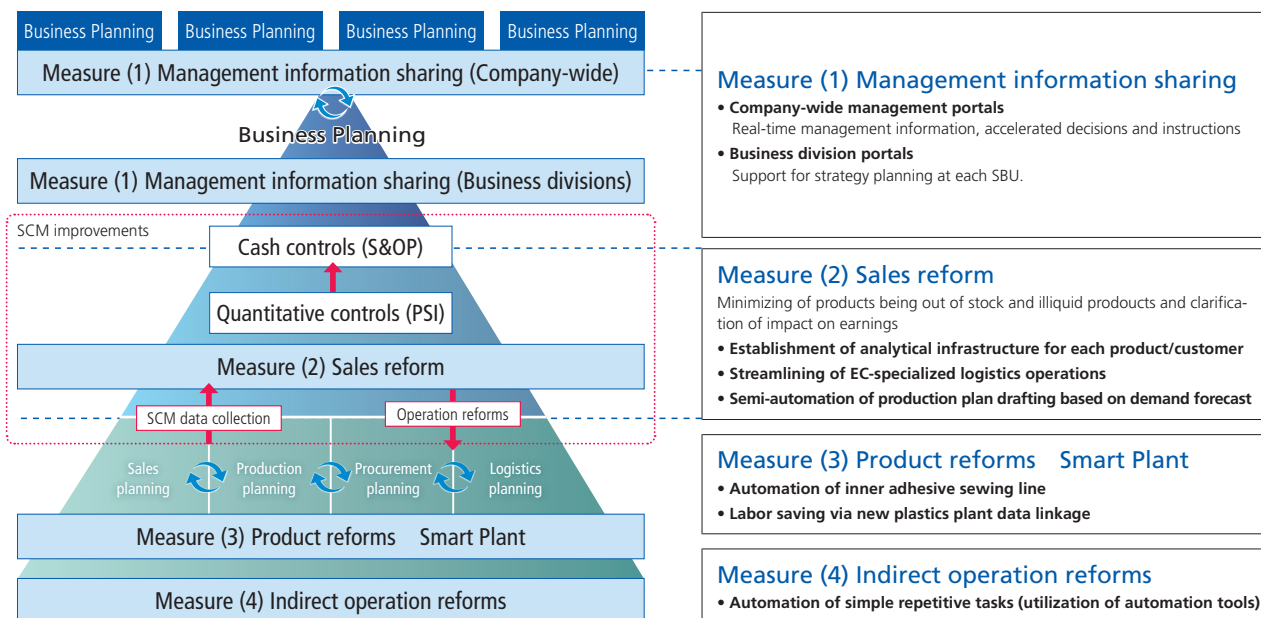 Business Planning
Business Planning
Business Planning
Business Planning
Measure (1) Management information sharing (Company-wide)
Business Planning
Measure (1) Management information sharing (Business divisions)
SCM improvements
Cash controls (S&OP)
Quantitative controls (PSI)
Measure (2) Sales reform
SCM data collection
Operation reforms
Sales
planning
Production
planning
Procurement
planning
Logistics
planning
Measure (3) Product reforms Smart Plant
Measure (4) Indirect operation reforms
Measure (1) Management information sharing
• Company-wide management portals
Real-time management information, accelerated decisions and instructions
• Business division portals
Support for strategy planning at each SBU.
Measure (2) Sales reform
Minimizing of products being out of stock and illiquid prodoucts and clarifica-
tion of impact on earnings
• Establishment of analytical infrastructure for each product/customer
• Streamlining of EC-specialized logistics operations
• Semi-automation of production plan drafting based on demand forecast
Measure (3) Product reforms Smart Plant
• Automation of inner adhesive sewing line
• Labor saving via new plastics plant data linkage
Measure (4) Indirect operation reforms
• Automation of simple repetitive tasks (utilization of automation tools)